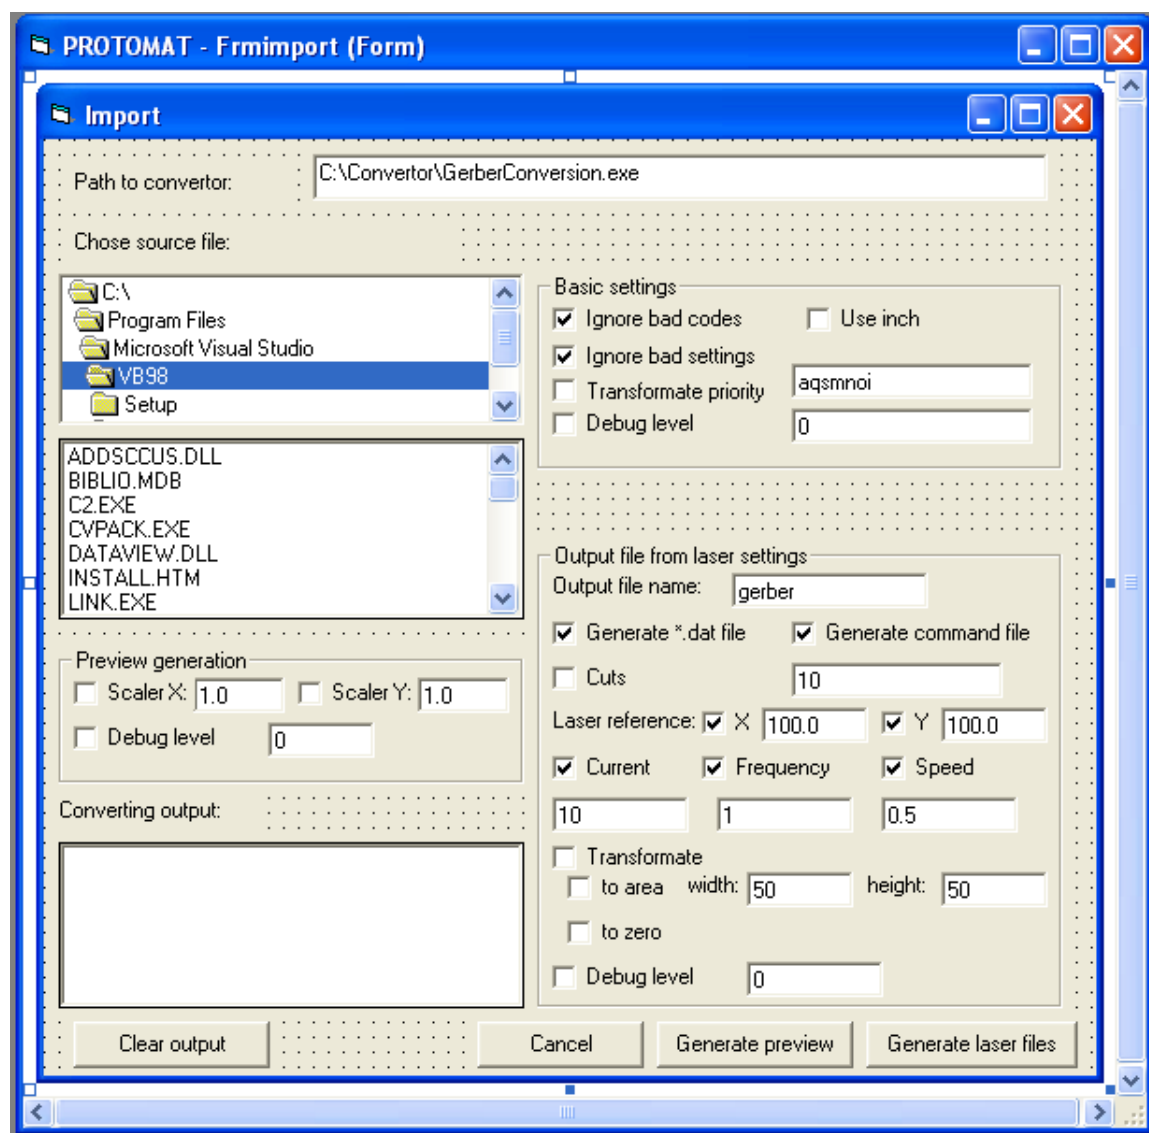 PROTOMAT - Frmimport (Form)
Import
Path to convertor:
C:\Convertor\GerberConversion.exe
Chose source file:
C:\
Program Files
Microsoft Visual Studio
VB98
Setup
ADDSCCUS.DLL
BIBLIO.MDB
C2.EXE
CVPACK.EXE
DATAVIEW.DLL
INSTALL.HTM
LINK.EXE
Preview generation
Scaler X: 1.0 Scaler Y: 1.0
Debug level 0
Converting output:
Basic settings
Ignore bad codes Use inch
Ignore bad settings
Transformate priority aqsmnoi
Debug level 0
Output file from laser settings
Output file name: gerber
Generate *.dat file Generate command file
Cuts 10
Laser reference: X 100.0 Y 100.0
Current Frequency Speed
10 1 0.5
Transformate
to area width: 50 height: 50
to zero
Debug level 0
Clear output Cancel Generate preview Generate laser files